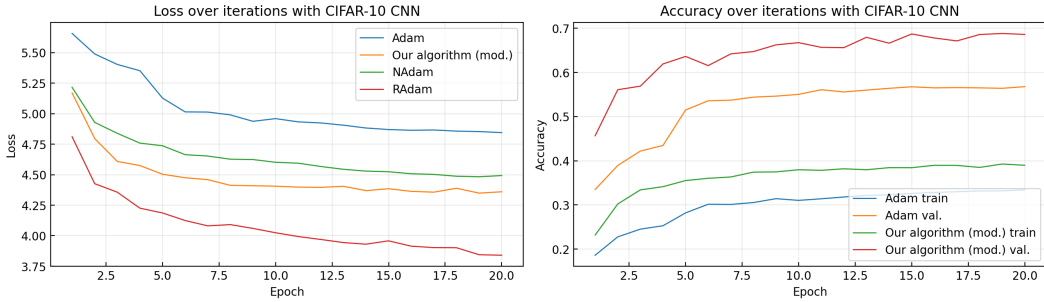 Loss over iterations with CIFAR-10 CNN
Loss
5.50
5.25
5.00
4.75
4.50
4.25
4.00
3.75
Adam
Our algorithm (mod.)
NAdam
RAdam
2.5 5.0 7.5 10.0 12.5 15.0 17.5 20.0
Epoch
Accuracy over iterations with CIFAR-10 CNN
Accuracy
0.7
0.6
0.5
0.4
0.3
0.2
Adam train
Adam val.
Our algorithm (mod.) train
Our algorithm (mod.) val.
2.5 5.0 7.5 10.0 12.5 15.0 17.5 20.0
Epoch